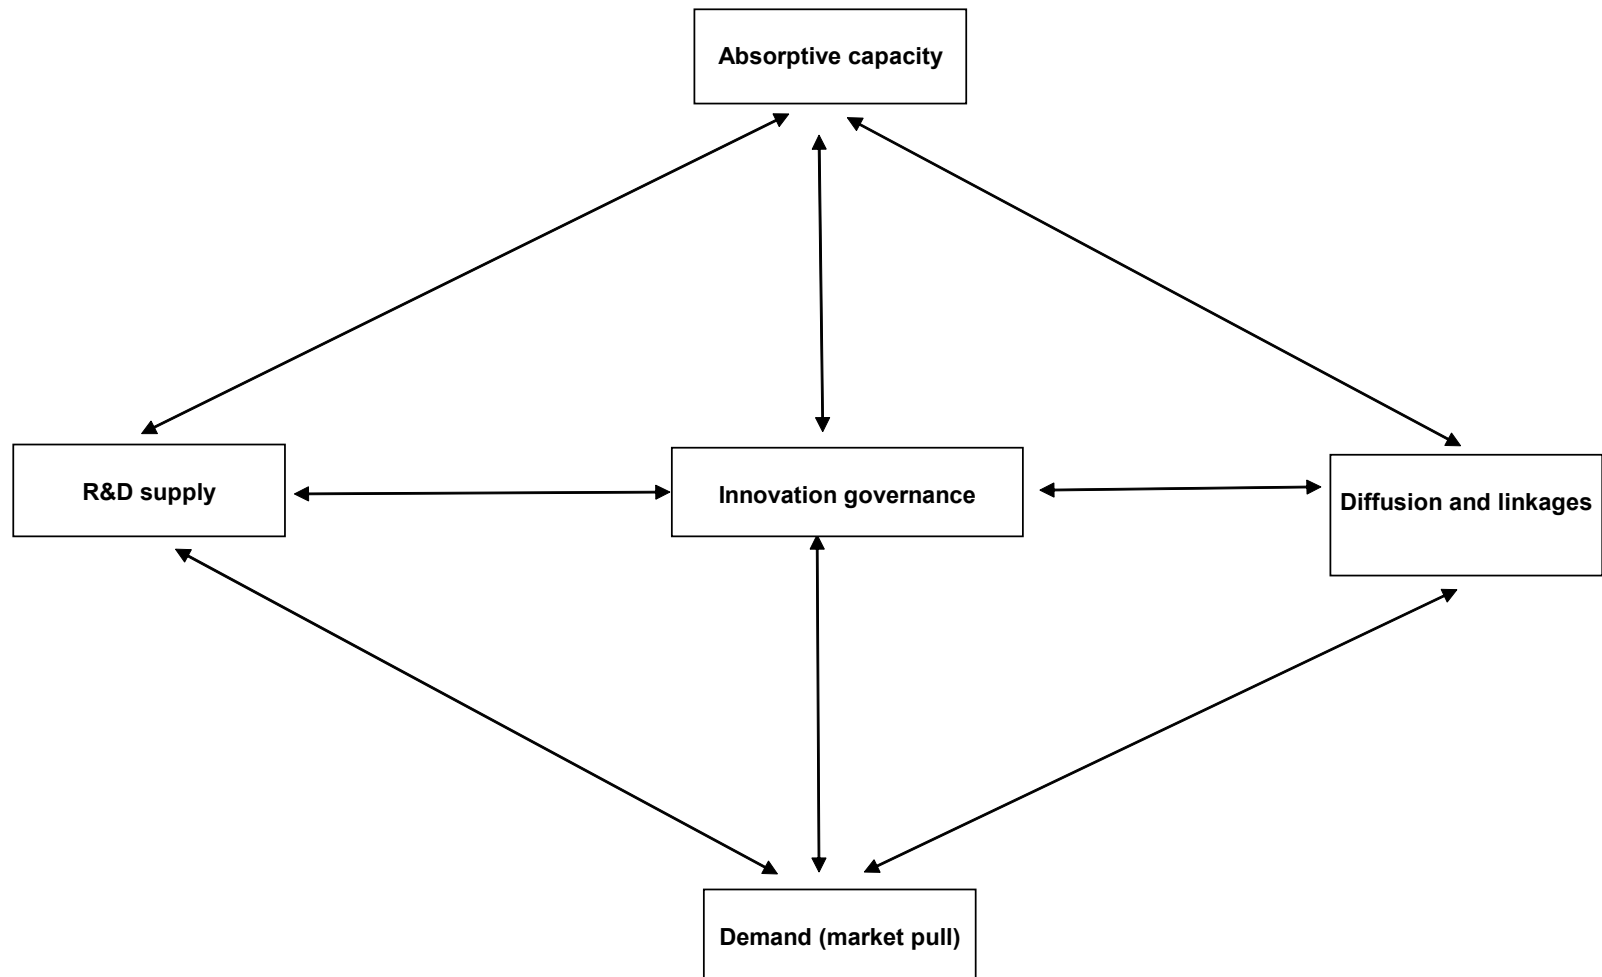 Absorptive capacity
R&D supply
Innovation governance
Diffusion and linkages
Demand (market pull)